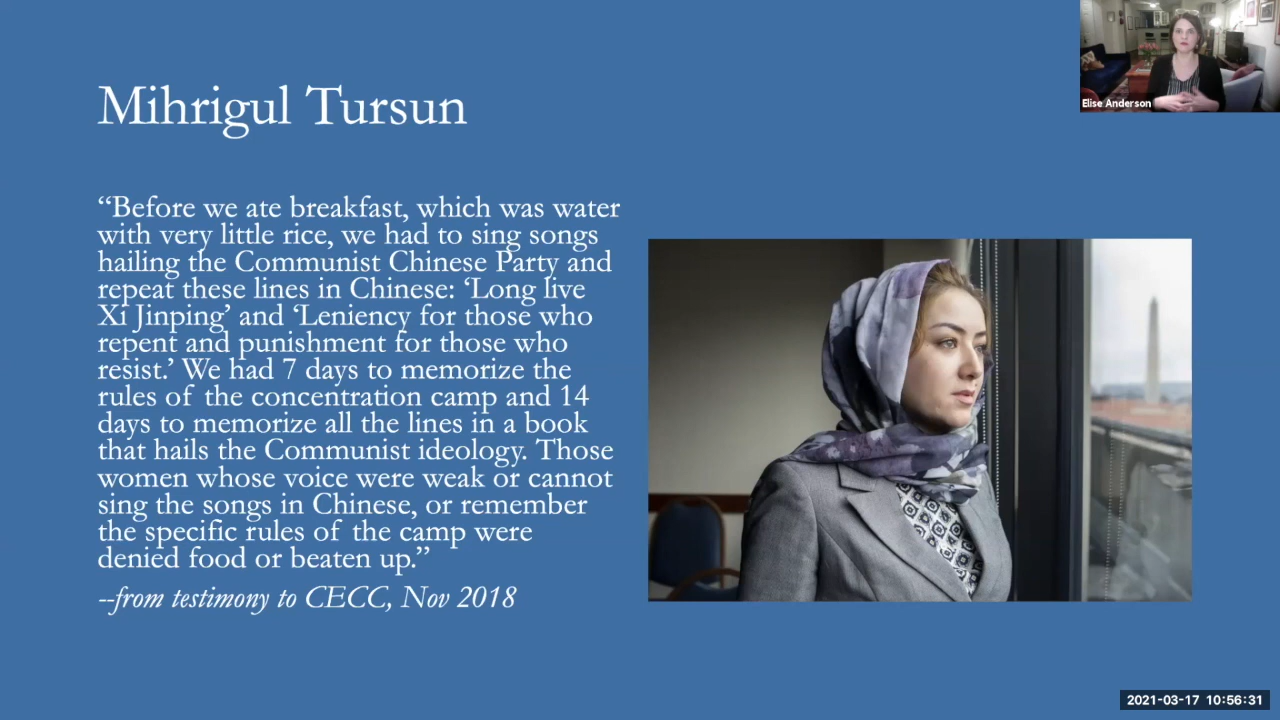 Mihrigul Tursun
“Before we ate breakfast, which was water
with very little rice, we had to sing songs
hailing the Communist Chinese Party and
repeat these lines in Chinese: ‘Long live
Xi Jinping’ and ‘Leniency for those who
repent and punishment for those who
resist.’ We had 7 days to memorize the
rules of the concentration camp and 14
days to memorize all the lines in a book
that hails the Communist ideology. Those
women whose voice were weak or cannot
sing the songs in Chinese, or remember
the specific rules of the camp were
denied food or beaten up.”
--from testimony to CECC, Nov 2018
Elise Anderson
2021-03-17 10:56:31